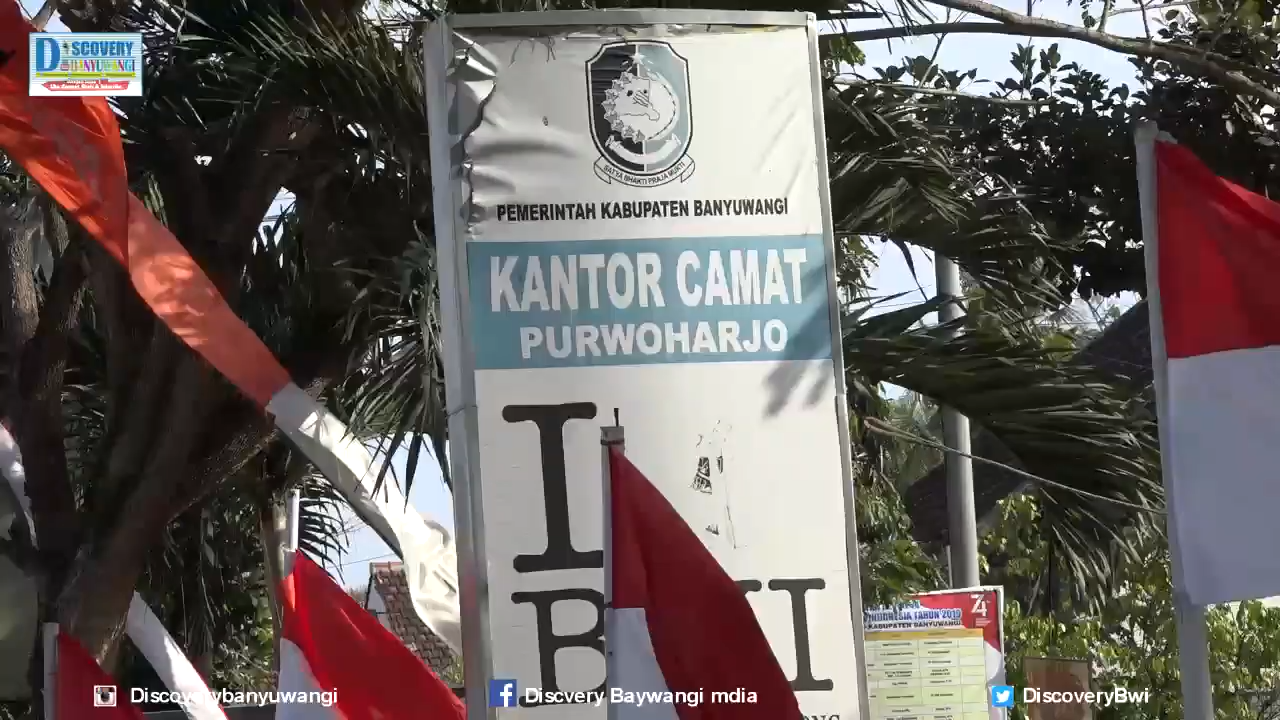 DISCOVERY
BANYUWANGI
SATYA BHAKTI PRAJA MUKTI
PEMERINTAH KABUPATEN BANYUWANGI
KANTOR CAMAT
PURWOHARJO
I
B
I
INDONESIA TAHUN 2019
KABUPATEN BANYUWANGI
74
Discoverybanyuwangi
Discvery Baywangi mdia
DiscoveryBwi